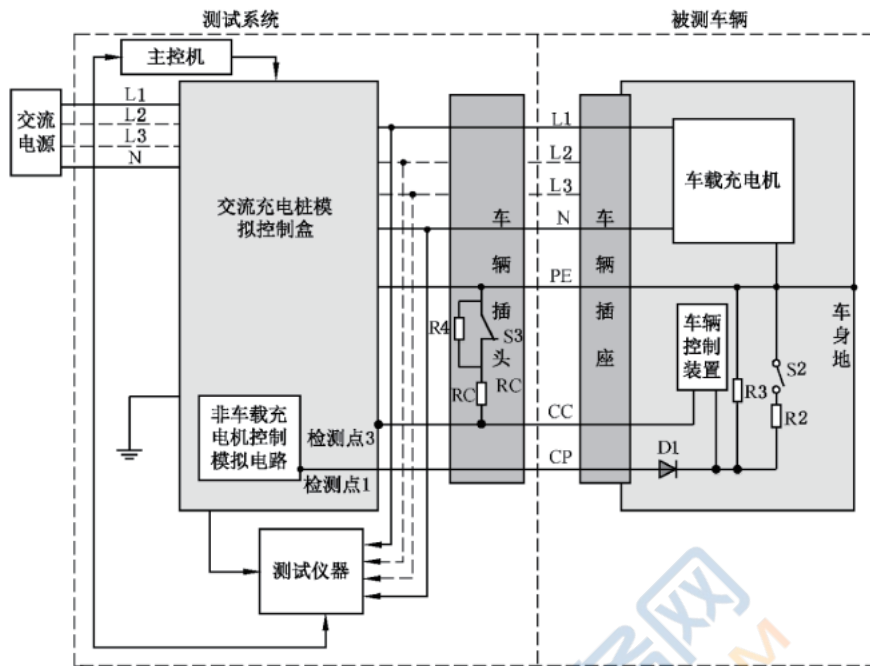 测试系统
被测车辆
主控机
交流
电源
L1
L2
L3
N
交流充电桩模
拟控制盒
非车载充
电机控制
模拟电路
检测点3
检测点1
测试仪器
车辆插头
R4
S3
RC
RC
L1
L2
L3
N
PE
CC
CP
车辆插座
车载充电机
车辆
控制
装置
R3
S2
R2
D1
车身地